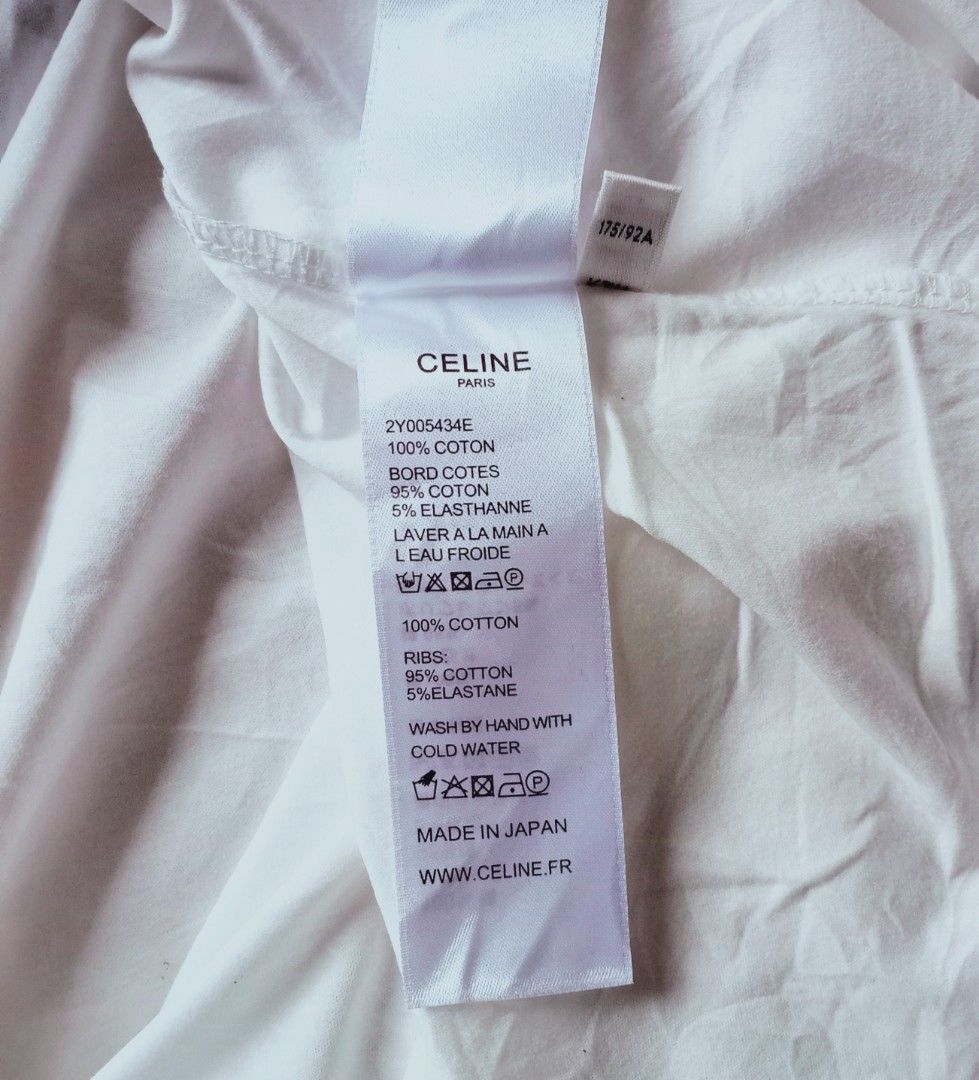 175/92A
CELINE
PARIS
2Y005434E
100% COTON
BORD COTES
95% COTON
5% ELASTHANNE
LAVER A LA MAIN A
L EAU FROIDE
P
100% COTTON
RIBS:
95% COTTON
5%ELASTANE
WASH BY HAND WITH
COLD WATER
P
MADE IN JAPAN
WWW.CELINE.FR